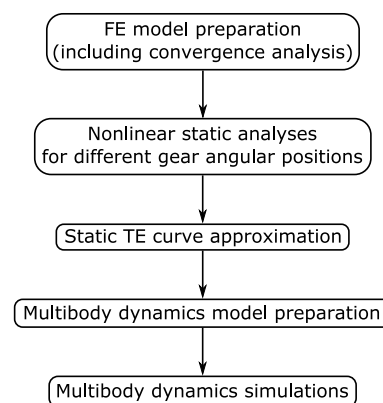 FE model preparation
(including convergence analysis)
Nonlinear static analyses
for different gear angular positions
Static TE curve approximation
Multibody dynamics model preparation
Multibody dynamics simulations